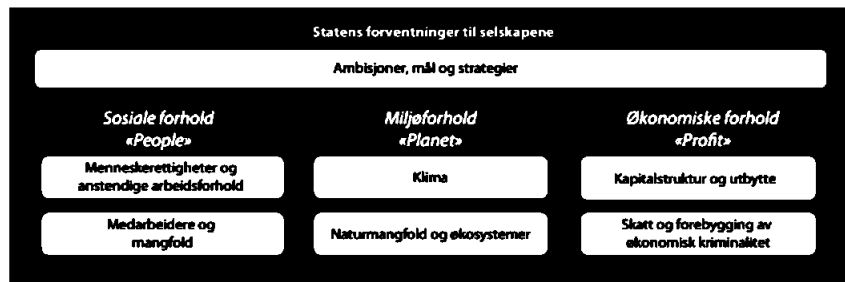 Statens forventninger til selskapene
Ambisjoner, mål og strategier
Sosiale forhold
«People»
Menneskerettigheter og
anstendige arbeidsforhold
Medarbeidere og
mangfold
Miljøforhold
«Planet»
Klima
Naturmangfold og økosystemer
Økonomiske forhold
«Profit»
Kapitalstruktur og utbytte
Skatt og forebygging av
økonomisk kriminalitet